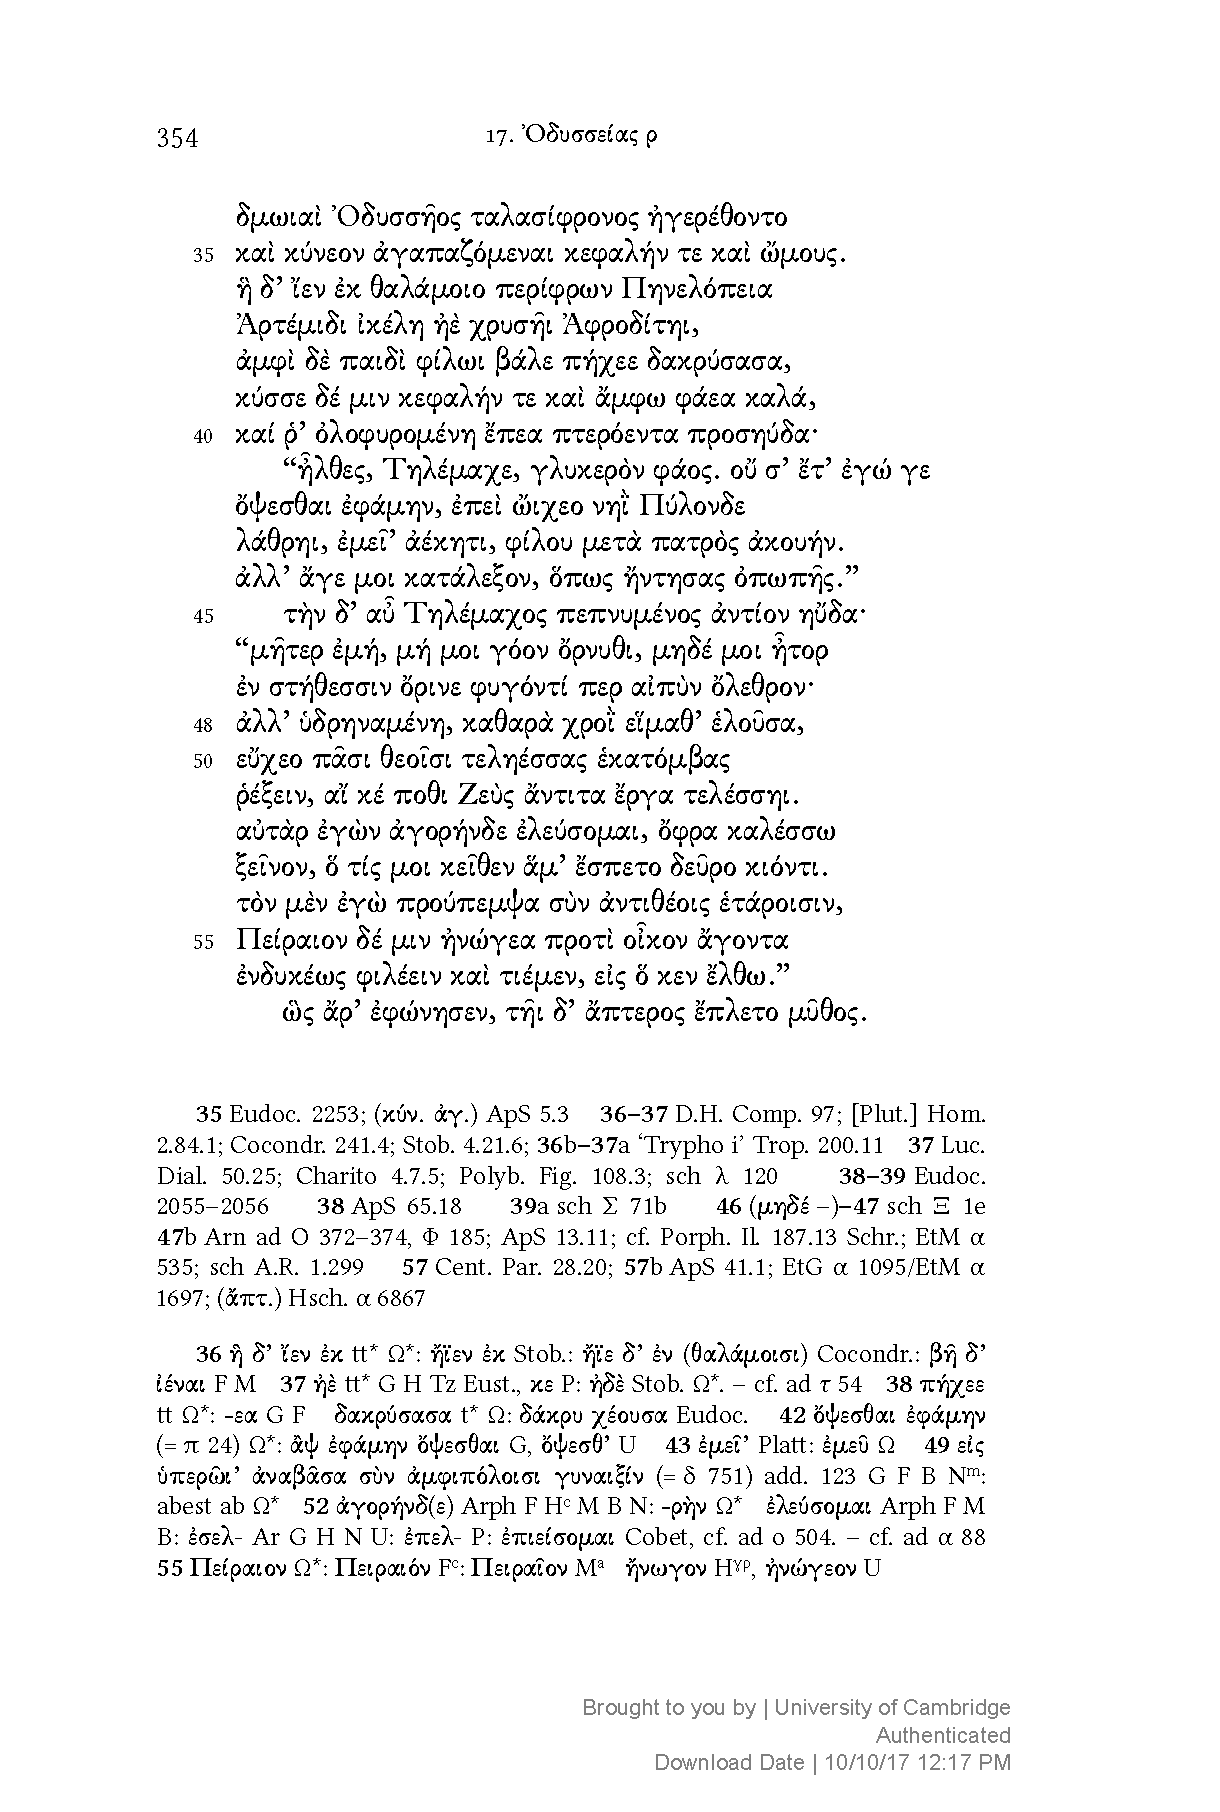 354
17. Ὀδυσσείας ρ
δμωιαὶ Ὀδυσσῆος ταλασίφρονος ἠγερέθοντο
35 καὶ κύνεον ἀγαπαζόμεναι κεφαλήν τε καὶ ὤμους.
ἣ δ’ ἴεν ἐκ θαλάμοιο περίφρων Πηνελόπεια
Ἀρτέμιδι ἰκέλη ἠὲ χρυσῆι Ἀφροδίτηι,
ἀμφὶ δὲ παιδὶ φίλωι βάλε πήχεε δακρύσασα,
κύσσε δέ μιν κεφαλήν τε καὶ ἄμφω φάεα καλά,
40 καί ῥ’ ὀλοφυρομένη ἔπεα πτερόεντα προσηύδα·
“ἦλθες, Τηλέμαχε, γλυκερὸν φάος. οὔ σ’ ἔτ’ ἐγώ γε
ὄψεσθαι ἐφάμην, ἐπεὶ ὤιχεο νηῒ Πύλονδε
λάθρηι, ἐμεῖ’ ἀέκητι, φίλου μετὰ πατρὸς ἀκουήν.
ἀλλ’ ἄγε μοι κατάλεξον, ὅπως ἤντησας ὀπωπῆς.”
45 τὴν δ’ αὖ Τηλέμαχος πεπνυμένος ἀντίον ηὔδα·
“μῆτερ ἐμή, μή μοι γόον ὄρνυθι, μηδέ μοι ἦτορ
ἐν στήθεσσιν ὄρινε φυγόντί περ αἰπὺν ὄλεθρον·
48 ἀλλ’ ὑδρηναμένη, καθαρὰ χροῒ εἵμαθ’ ἑλοῦσα,
50 εὔχεο πᾶσι θεοῖσι τεληέσσας ἑκατόμβας
ῥέξειν, αἴ κέ ποθι Ζεὺς ἄντιτα ἔργα τελέσσηι.
αὐτὰρ ἐγὼν ἀγορήνδε ἐλεύσομαι, ὄφρα καλέσσω
ξεῖνον, ὅ τίς μοι κεῖθεν ἅμ’ ἕσπετο δεῦρο κιόντι.
τὸν μὲν ἐγὼ προύπεμψα σὺν ἀντιθέοις ἑτάροισιν,
55 Πείραιον δέ μιν ἠνώγεα προτὶ οἶκον ἄγοντα
ἐνδυκέως φιλέειν καὶ τιέμεν, εἰς ὅ κεν ἔλθω.”
ὣς ἄρ’ ἐφώνησεν, τῆι δ’ ἄπτερος ἔπλετο μῦθος.
35 Eudoc. 2253; (κύν. ἀγ.) ApS 5.3 36–37 D.H. Comp. 97; [Plut.] Hom.
2.84.1; Cocondr. 241.4; Stob. 4.21.6; 36b–37a ‘Trypho i’ Trop. 200.11 37 Luc.
Dial. 50.25; Charito 4.7.5; Polyb. Fig. 108.3; sch λ 120 38–39 Eudoc.
2055–2056 38 ApS 65.18 39a sch Σ 71b 46 (μηδέ –)–47 sch Ξ 1e
47b Arn ad O 372–374, Φ 185; ApS 13.11; cf. Porph. Il. 187.13 Schr.; EtM α
535; sch A.R. 1.299 57 Cent. Par. 28.20; 57b ApS 41.1; EtG α 1095/EtM α
1697; (ἄπτ.) Hsch. α 6867
36 ἣ δ’ ἴεν ἐκ tt* Ω*: ἤϊεν ἐκ Stob.: ἤϊε δ’ ἐν (θαλάμοισι) Cocondr.: βῆ δ’
ἰέναι F M 37 ἠὲ tt* G H Tz Eust., κε P: ἠδὲ Stob. Ω*. – cf. ad τ 54 38 πήχεε
tt Ω*: -εα G F δακρύσασα t* Ω: δάκρυ χέουσα Eudoc. 42 ὄψεσθαι ἐφάμην
(= π 24) Ω*: ἂψ ἐφάμην ὄψεσθαι G, ὄψεσθ’ U 43 ἐμεῖ’ Platt: ἐμεῦ Ω 49 εἰς
ὑπερῶι’ ἀναβᾶσα σὺν ἀμφιπόλοισι γυναιξίν (= δ 751) add. 123 G F B Nᵐ:
abest ab Ω* 52 ἀγορήνδ(ε) Arph F Hᶜ M B N: -ρὴν Ω* ἐλεύσομαι Arph F M
B: ἐσελ- Ar G H N U: ἐπελ- P: ἐπιείσομαι Cobet, cf. ad ο 504. – cf. ad α 88
55 Πείραιον Ω*: Πειραιόν Fᶜ: Πειραῖον Mᵃ ἤνωγον Hᵞᵖ, ἠνώγεον U
Brought to you by | University of Cambridge
Authenticated
Download Date | 10/10/17 12:17 PM